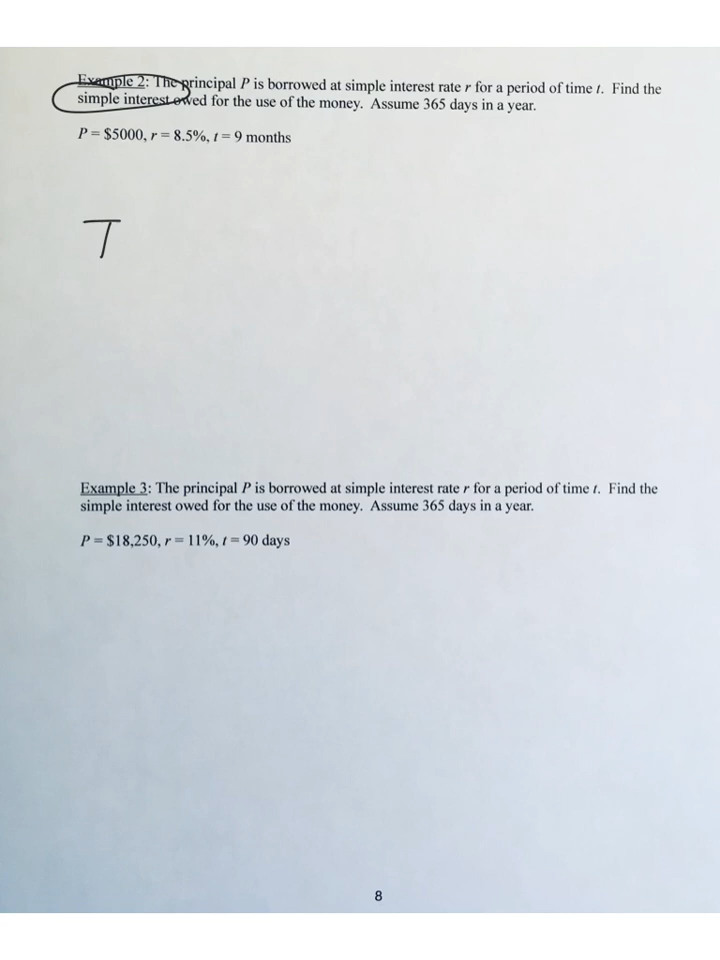 Example 2: The principal P is borrowed at simple interest rate r for a period of time t. Find the
simple interest owed for the use of the money. Assume 365 days in a year.
P = $5000, r = 8.5%, t = 9 months
T
Example 3: The principal P is borrowed at simple interest rate r for a period of time t. Find the
simple interest owed for the use of the money. Assume 365 days in a year.
P = $18,250, r = 11%, t = 90 days
8